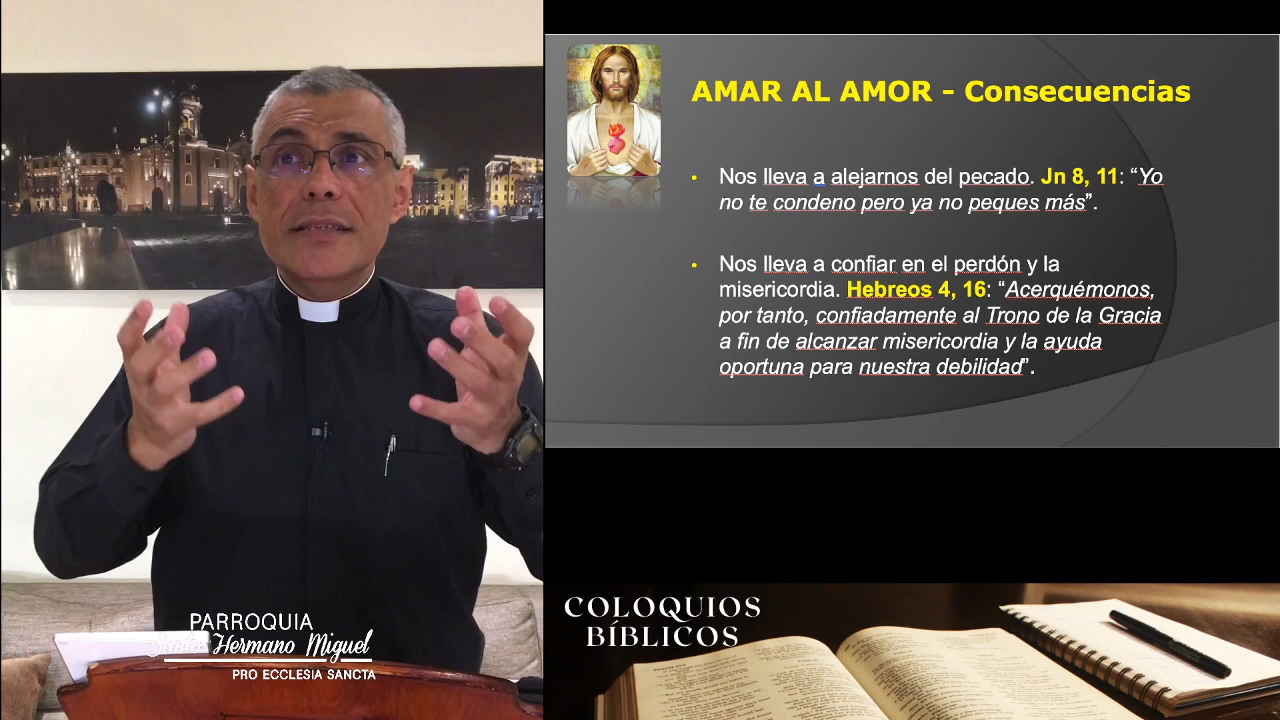 AMAR AL AMOR - Consecuencias
• Nos lleva a alejarnos del pecado. Jn 8, 11: “Yo
no te condeno pero ya no peques más”.
• Nos lleva a confiar en el perdón y la
misericordia. Hebreos 4, 16: “Acerquémonos,
por tanto, confiadamente al Trono de la Gracia
a fin de alcanzar misericordia y la ayuda
oportuna para nuestra debilidad”.
PARROQUIA
Santo Hermano Miguel
PRO ECCLESIA SANCTA
COLOQUIOS
BÍBLICOS